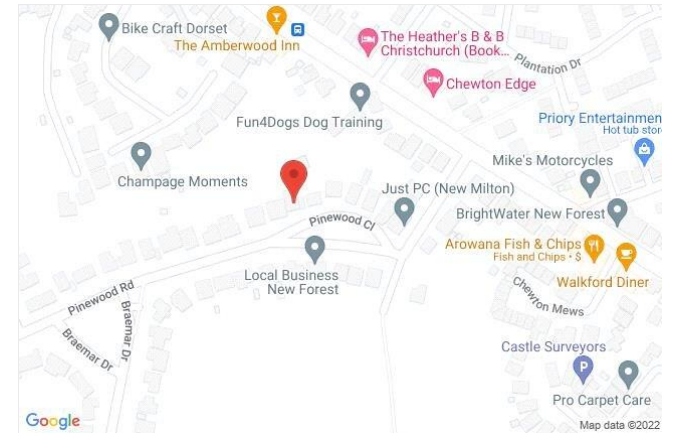 Bike Craft Dorset
The Amberwood Inn
The Heather's B & B
Christchurch (Book...
Plantation Dr
Chewton Edge
Fun4Dogs Dog Training
Priory Entertainmen
Hot tub stor
Mike's Motorcycles
Champage Moments
Just PC (New Milton)
BrightWater New Forest
Pinewood Cl
Arowana Fish & Chips
Fish and Chips • $
Local Business
New Forest
Walkford Diner
Pinewood Rd
Chewton Mews
Braemar Dr
Braemar Dr
Castle Surveyors
P
Pro Carpet Care
Google
Map data ©2022